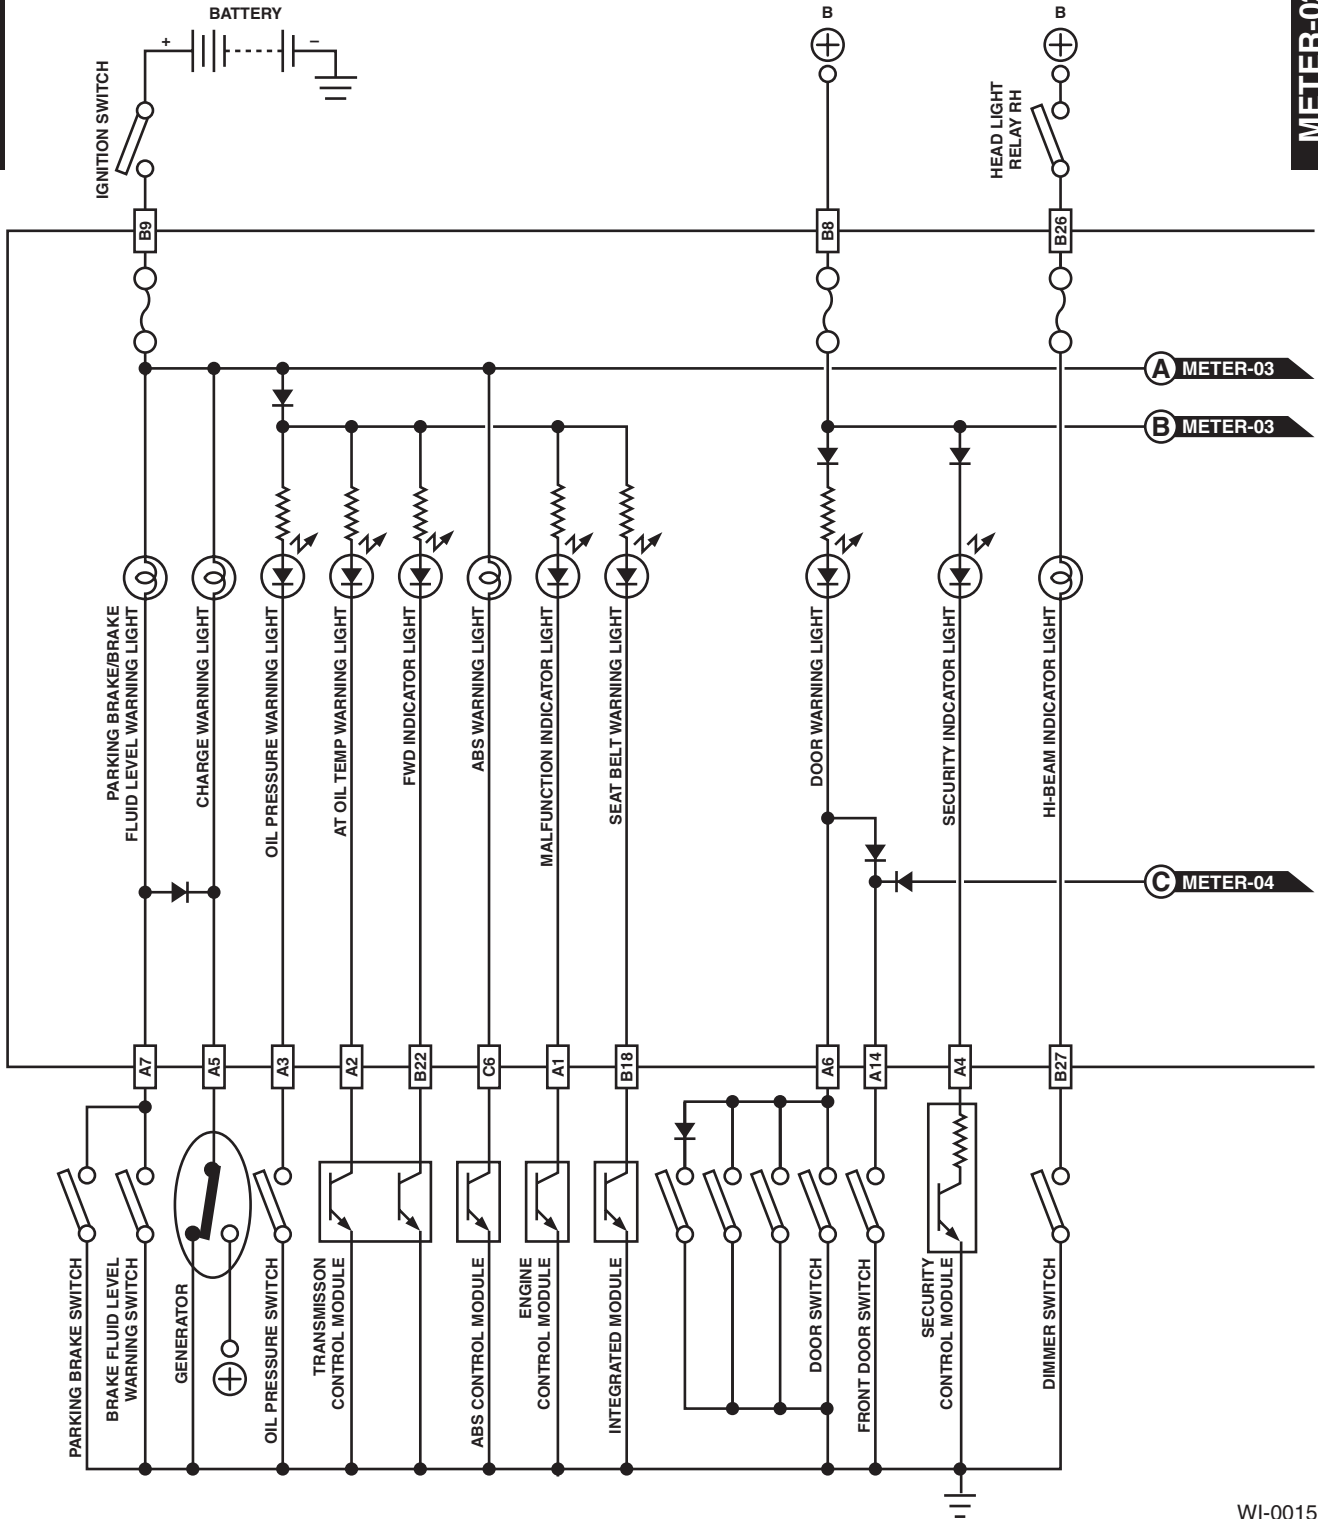 BATTERY
B
B
+
–
IGNITION SWITCH
HEAD LIGHT
RELAY RH
B9
B8
B26
A METER-03
B METER-03
PARKING BRAKE/BRAKE
FLUID LEVEL WARNING LIGHT
CHARGE WARNING LIGHT
OIL PRESSURE WARNING LIGHT
AT OIL TEMP WARNING LIGHT
FWD INDICATOR LIGHT
ABS WARNING LIGHT
MALFUNCTION INDICATOR LIGHT
SEAT BELT WARNING LIGHT
DOOR WARNING LIGHT
SECURITY INDCATOR LIGHT
HI-BEAM INDICATOR LIGHT
C METER-04
A7
A5
A3
A2
B22
C6
A1
B18
A6
A14
A4
B27
PARKING BRAKE SWITCH
BRAKE FLUID LEVEL
WARNING SWITCH
GENERATOR
OIL PRESSURE SWITCH
TRANSMISSON
CONTROL MODULE
ABS CONTROL MODULE
ENGINE
CONTROL MODULE
INTEGRATED MODULE
DOOR SWITCH
FRONT DOOR SWITCH
SECURITY
CONTROL MODULE
DIMMER SWITCH
WI-0015